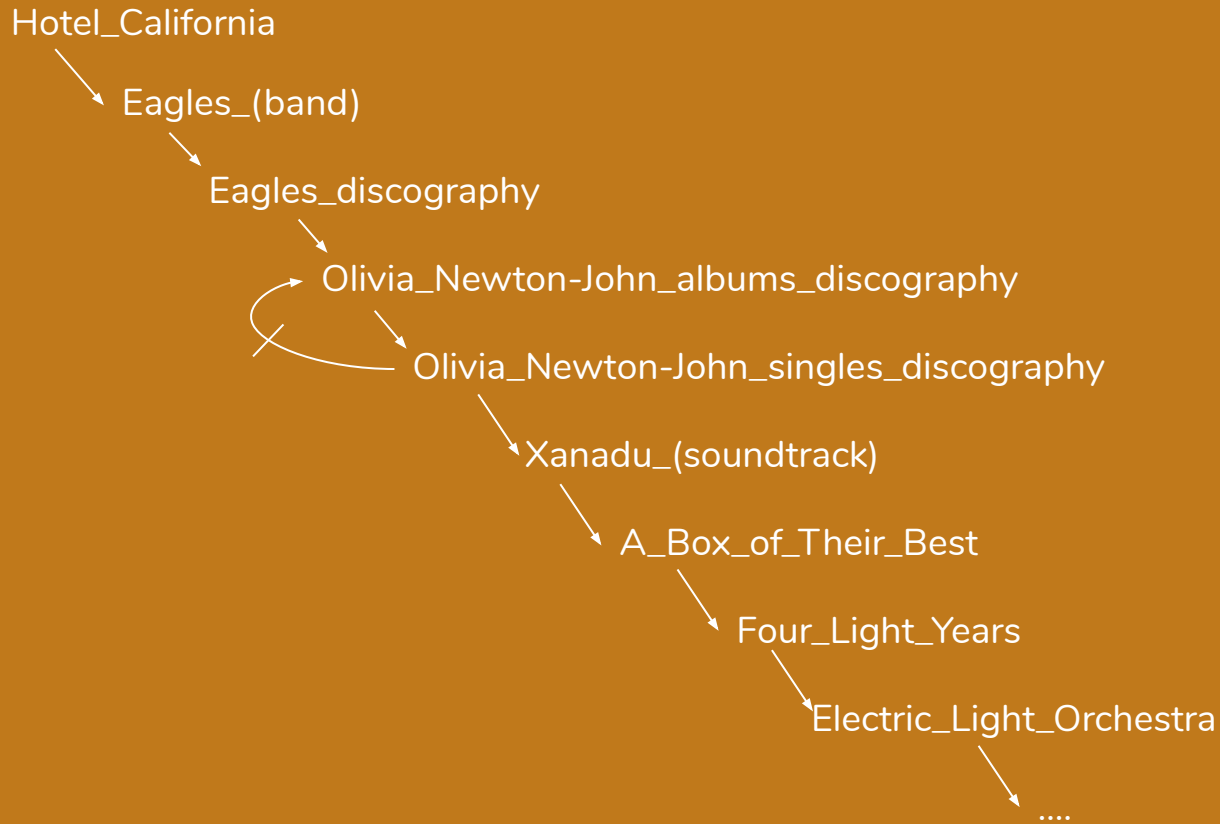 Hotel_California
Eagles_(band)
Eagles_discography
Olivia_Newton-John_albums_discography
Olivia_Newton-John_singles_discography
Xanadu_(soundtrack)
A_Box_of_Their_Best
Four_Light_Years
Electric_Light_Orchestra
....